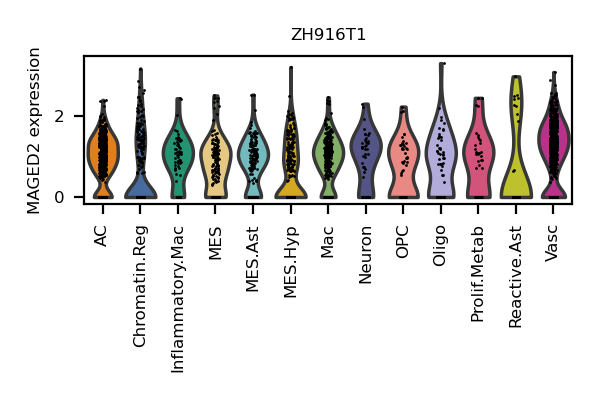 ZH916T1
MAGED2 expression
2
0
AC
Chromatin.Reg
Inflammatory.Mac
MES
MES.Ast
MES.Hyp
Mac
Neuron
OPC
Oligo
Prolif.Metab
Reactive.Ast
Vasc